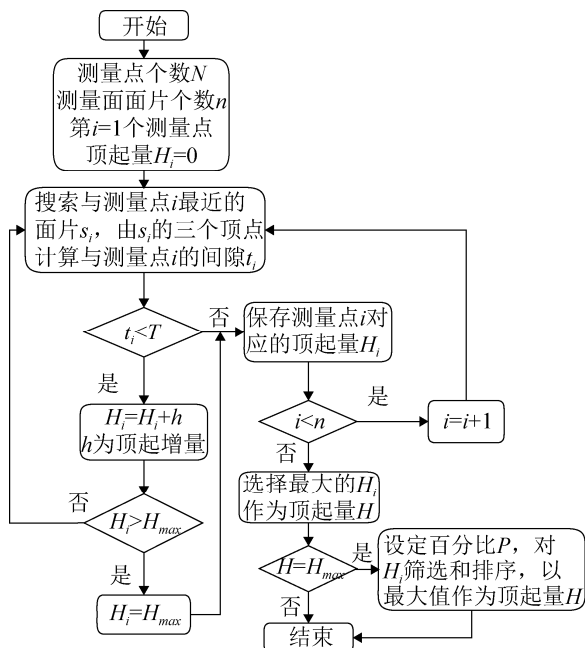 开始
测量点个数N
测量面面片个数n
第i=1个测量点
顶起量Hi=0
搜索与测量点i最近的
面片si，由si的三个顶点
计算与测量点i的间隙ti
ti<T
否
是
Hi=Hi+h
h为顶起增量
否
Hi>Hmax
是
Hi=Hmax
保存测量点i对
应的顶起量Hi
i<n
是
i=i+1
否
选择最大的Hi
作为顶起量H
H=Hmax
是
设定百分比P，对
Hi筛选和排序，以
最大值作为顶起量H
否
结束